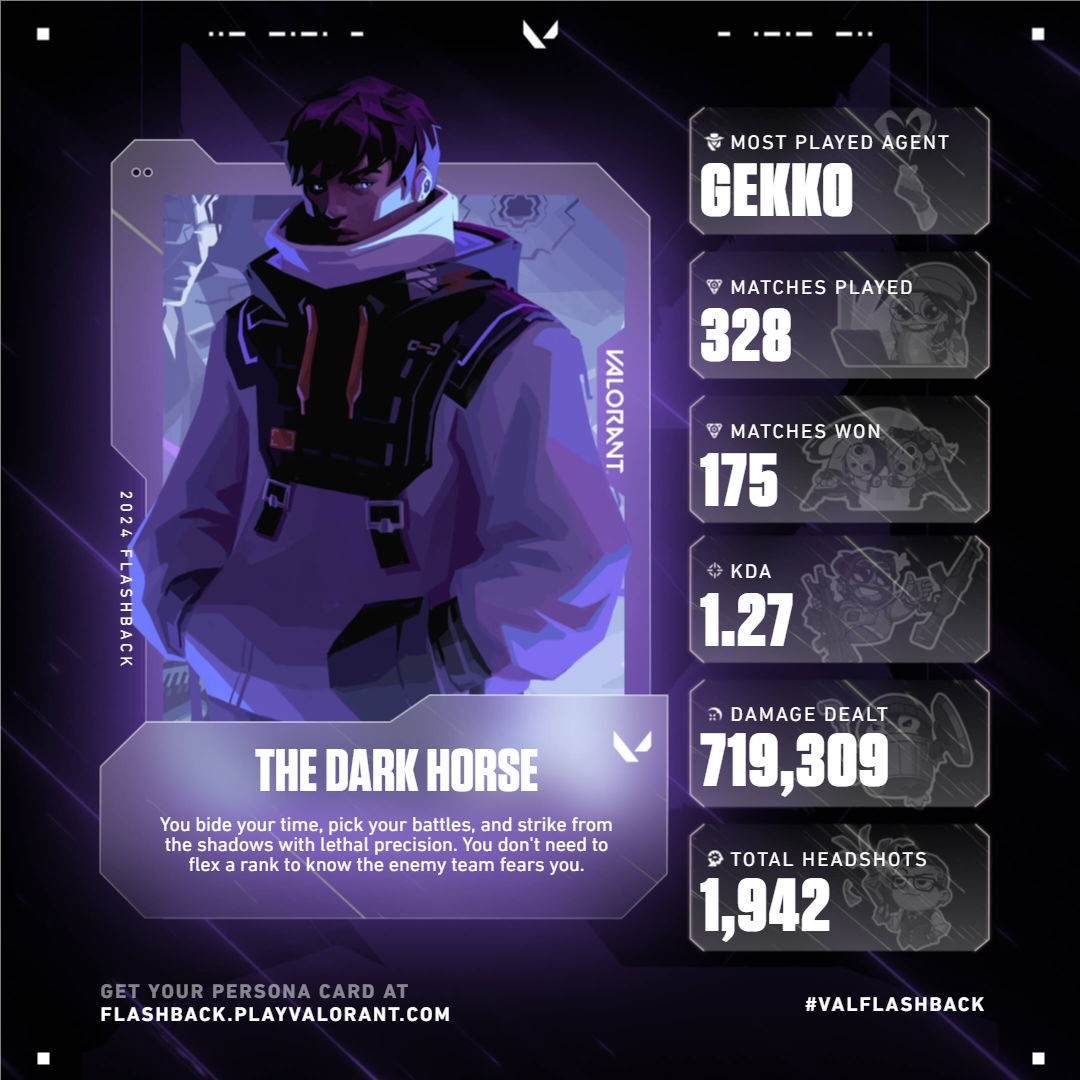 MOST PLAYED AGENT
GEKKO
MATCHES PLAYED
328
MATCHES WON
175
KDA
1.27
DAMAGE DEALT
719,309
TOTAL HEADSHOTS
1,942
VALORANT
2024 FLASHBACK
THE DARK HORSE
You bide your time, pick your battles, and strike from
the shadows with lethal precision. You don't need to
flex a rank to know the enemy team fears you.
GET YOUR PERSONA CARD AT
FLASHBACK.PLAYVALORANT.COM
#VALFLASHBACK